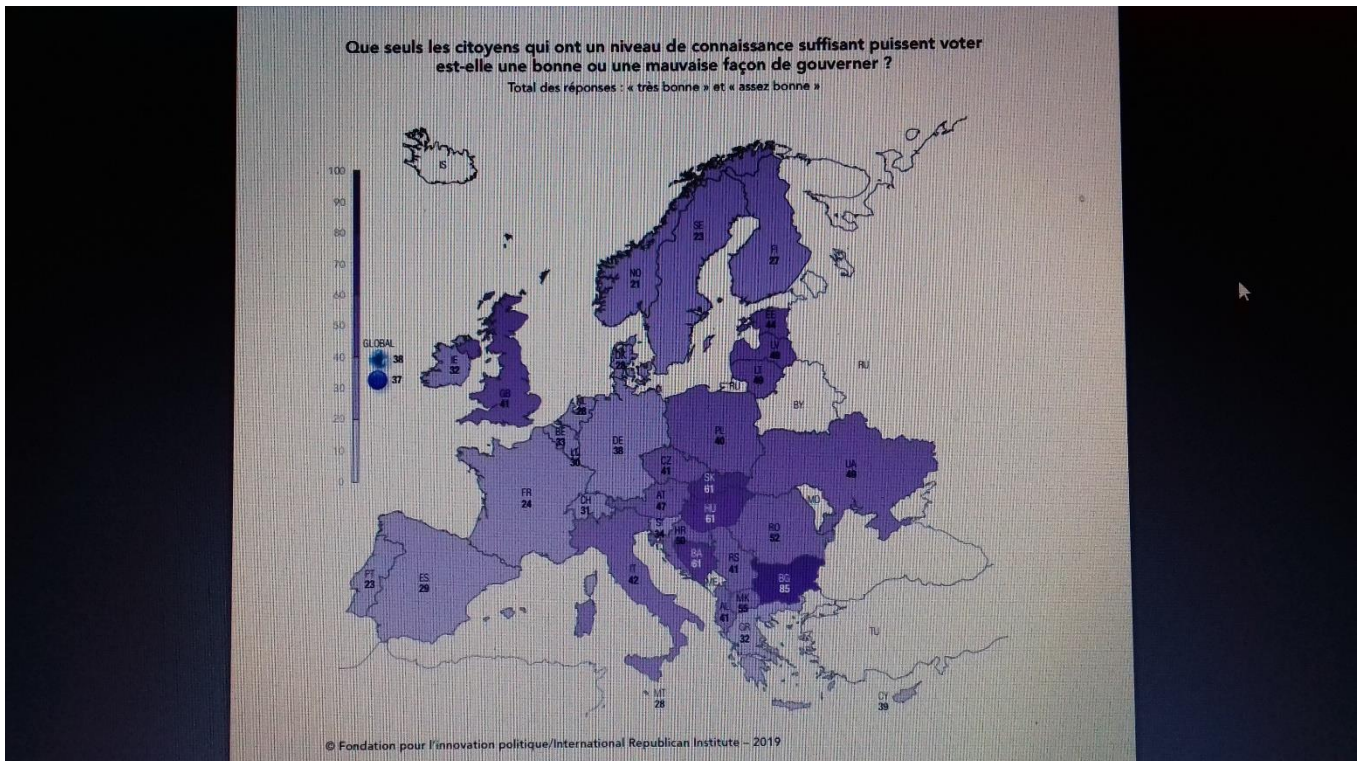 Que seuls les citoyens qui ont un niveau de connaissance suffisant puissent voter
est-elle une bonne ou une mauvaise façon de gouverner ?
Total des réponses : « très bonne » et « assez bonne »
IS
100
90
80
70
60
50
40
30
20
10
0
GLOBAL
38
37
SE
23
FI
27
NO
21
EE
44
LV
LT
RU
RU
BY
IE
32
GB
41
DE
38
PL
40
CZ
41
UA
SK
61
HU
61
AT
47
FR
24
CH
31
MD
RO
52
HR
BA
61
RS
41
BG
85
MK
55
AL
41
GR
32
IT
42
PT
23
ES
29
TU
MT
28
CY
39
© Fondation pour l'innovation politique/International Republican Institute – 2019